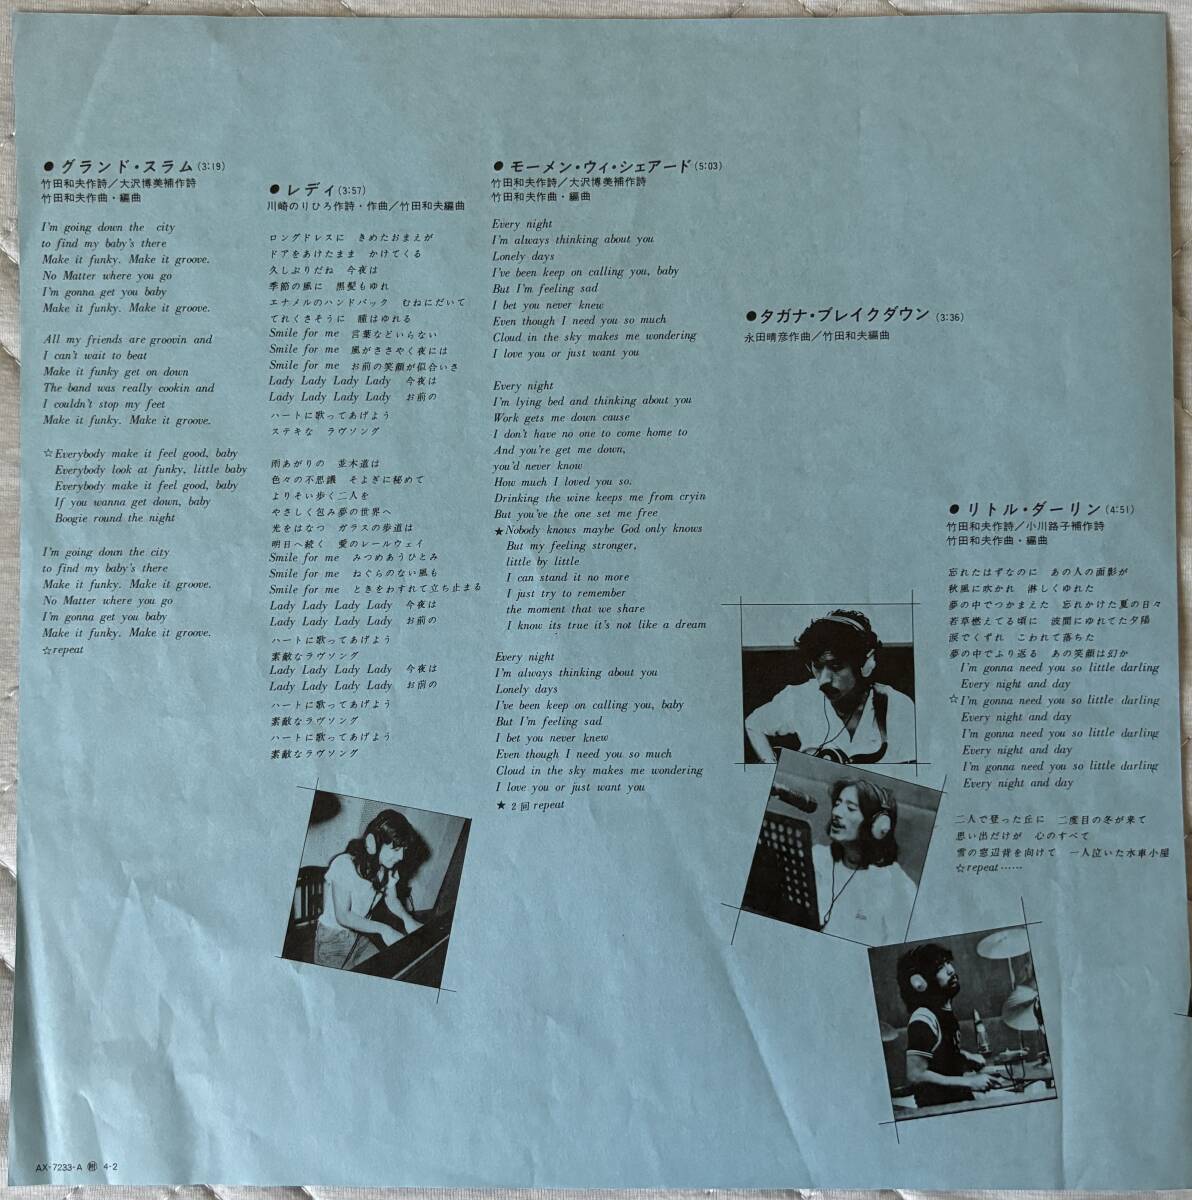 ● グランド・スラム (3:19)
竹田和夫作詩／大沢博美補作詩
竹田和夫作曲・編曲
I'm going down the city
to find my baby's there
Make it funky. Make it groove.
No Matter where you go
I'm gonna get you baby
Make it funky. Make it groove.
All my friends are groovin and
I can't wait to beat
Make it funky get on down
The band was really cookin and
I couldn't stop my feet
Make it funky. Make it groove.
☆Everybody make it feel good, baby
Everybody look at funky, little baby
Everybody make it feel good, baby
If you wanna get down, baby
Boogie round the night
I'm going down the city
to find my baby's there
Make it funky. Make it groove.
No Matter where you go
I'm gonna get you baby
Make it funky. Make it groove.
☆repeat
● レディ (3:57)
川崎のりひろ作詩・作曲／竹田和夫編曲
ロングドレスに きめたおまえが
ドアをあけたまま かけてくる
久しぶりだね 今夜は
季節の風に 黒髪もゆれ
エナメルのハンドバック むねにだいて
てれくさそうに 瞳はゆれる
Smile for me 言葉などいらない
Smile for me 風がささやく夜には
Smile for me お前の笑顔が似合いさ
Lady Lady Lady Lady 今夜は
Lady Lady Lady Lady お前の
ハートに歌ってあげよう
ステキな ラヴソング
雨あがりの 並木道は
色々の不思議 そよぎに秘めて
よりそい歩く二人を
やさしく包み夢の世界へ
光をはなつ ガラスの歩道は
明日へ続く 愛のレールウェイ
Smile for me みつめあうひとみ
Smile for me ねぐらのない風も
Smile for me ときをわすれて立ち止まる
Lady Lady Lady Lady 今夜は
Lady Lady Lady Lady お前の
ハートに歌ってあげよう
素敵なラヴソング
Lady Lady Lady Lady 今夜は
Lady Lady Lady Lady お前の
ハートに歌ってあげよう
素敵なラヴソング
ハートに歌ってあげよう
素敵なラヴソング
● モーメン・ウィ・シェアード (5:03)
竹田和夫作詩／大沢博美補作詩
竹田和夫作曲・編曲
Every night
I'm always thinking about you
Lonely days
I've been keep on calling you, baby
But I'm feeling sad
I bet you never knew
Even though I need you so much
Cloud in the sky makes me wondering
I love you or just want you
Every night
I'm lying bed and thinking about you
Work gets me down cause
I don't have no one to come home to
And you're get me down,
you'd never know
How much I loved you so.
Drinking the wine keeps me from cryin
But you've the one set me free
★Nobody knows maybe God only knows
But my feeling stronger,
little by little
I can stand it no more
I just try to remember
the moment that we share
I know its true it's not like a dream
Every night
I'm always thinking about you
Lonely days
I've been keep on calling you, baby
But I'm feeling sad
I bet you never knew
Even though I need you so much
Cloud in the sky makes me wondering
I love you or just want you
★ 2回 repeat
●タガナ・ブレイクダウン (3:36)
永田晴彦作曲／竹田和夫編曲
● リトル・ダーリン (4:51)
竹田和夫作詩／小川路子補作詩
竹田和夫作曲・編曲
忘れたはずなのに あの人の面影が
秋風に吹かれ 淋しくゆれた
夢の中でつかまえた 忘れかけた夏の日々
若草燃えてる頃に 波間にゆれてた夕陽
涙でくずれ こわれて落ちた
夢の中でふり返る あの笑顔は幻か
I'm gonna need you so little darling
Every night and day
☆I'm gonna need you so little darling
Every night and day
I'm gonna need you so little darling
Every night and day
I'm gonna need you so little darling
Every night and day
二人で登った丘に 二度目の冬が来て
思い出だけが 心のすべて
雪の窓辺背を向けて 一人泣いた水車小屋
☆repeat……
AX-7233-A 4-2